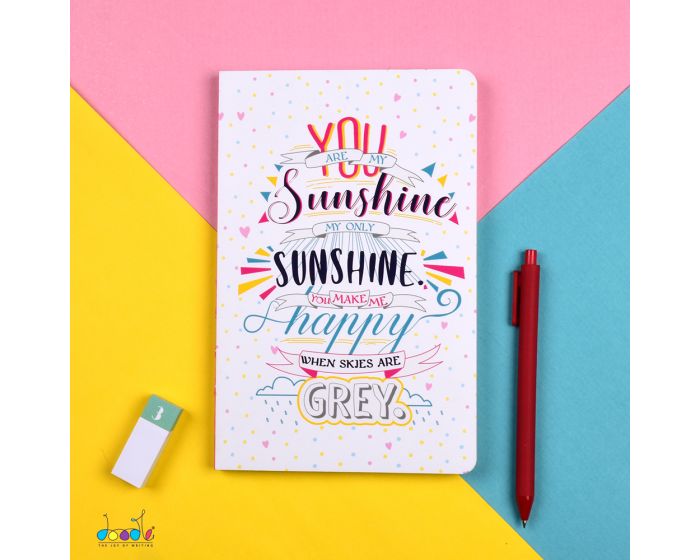 YOU
ARE MY
Sunshine
MY ONLY
SUNSHINE.
YOU MAKE ME
happy
WHEN SKIES ARE
GREY.
3
doodle
THE JOY OF WRITING